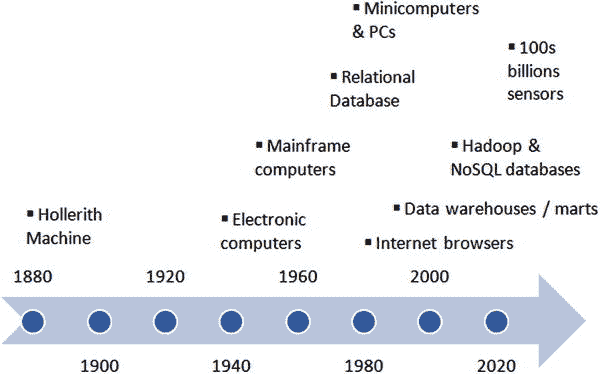 ▪ Minicomputers
& PCs
▪ 100s
billions
sensors
▪ Relational
Database
▪ Mainframe
computers
▪ Hadoop &
NoSQL databases
▪ Hollerith
Machine
▪ Electronic
computers
▪ Data warehouses / marts
▪ Internet browsers
1880
1920
1960
2000
1900
1940
1980
2020